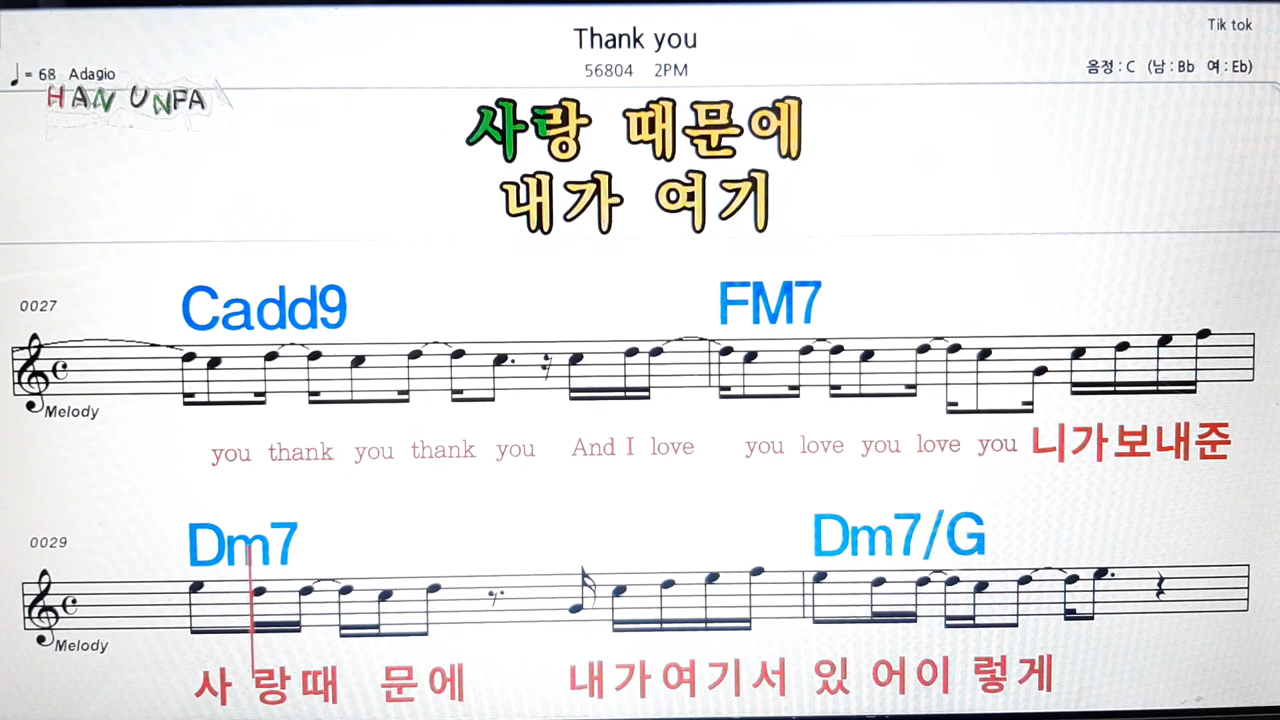 Thank you
Tik tok
56804 2PM
♩= 68 Adagio
음정 : C (남 : Bb 여 : Eb)
HAN UNPA
사랑 때문에
내가 여기
0027
Cadd9 FM7
Melody
you thank you thank you And I love you love you love you 니가보내준
0029
Dm7 Dm7/G
Melody
사 랑때 문에 내가여기서 있 어이 렇게